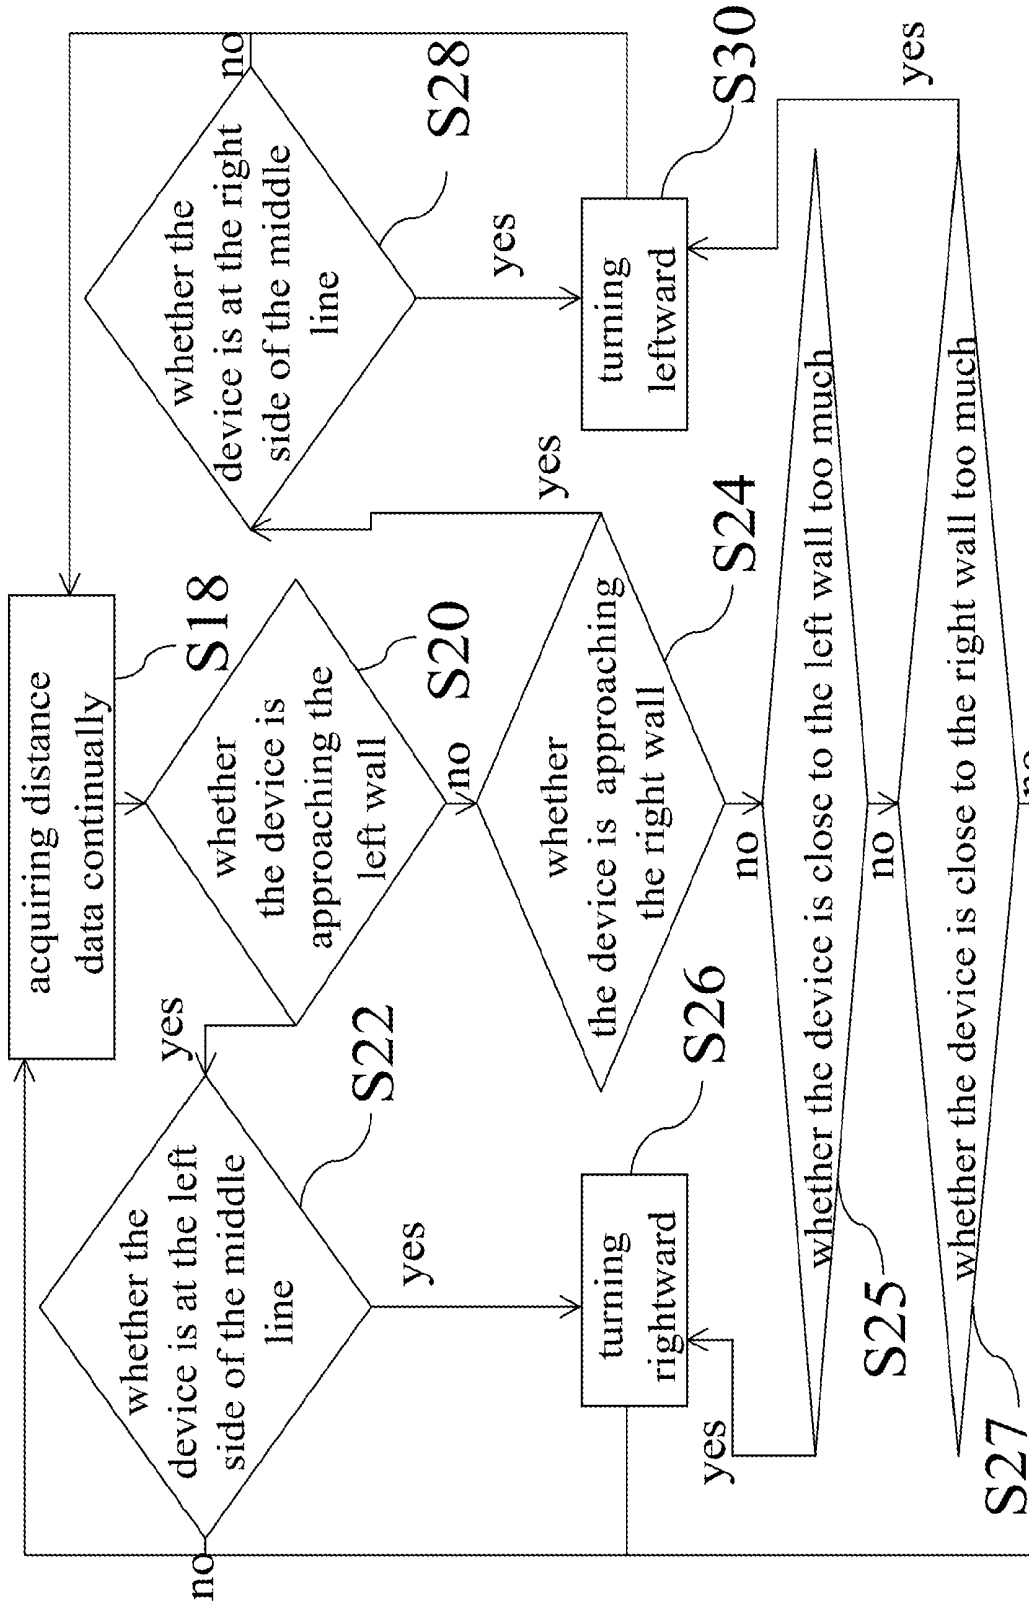 acquiring distance
data continually
S18
whether
the device is
approaching the
left wall
S20
yes
no
whether the
device is at the left
side of the middle
line
S22
no
yes
whether
the device is approaching
the right wall
S24
yes
no
whether the
device is at the right
side of the middle
line
S28
no
yes
turning
rightward
S26
turning
leftward
S30
whether the device is close to the left wall too much
S25
yes
no
whether the device is close to the right wall too much
S27
yes
no